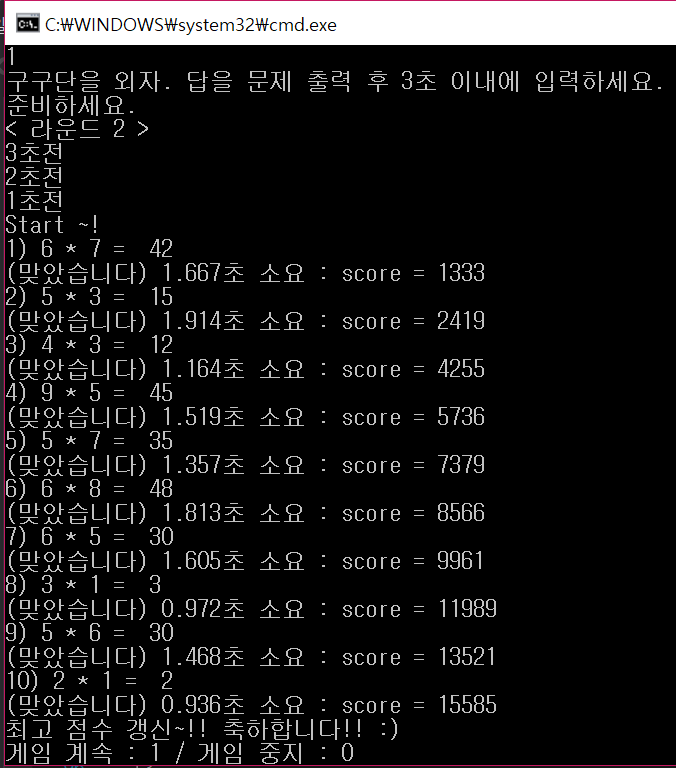 C:₩WINDOWS₩system32₩cmd.exe
1
구구단을 외자. 답을 문제 출력 후 3초 이내에 입력하세요.
준비하세요.
< 라운드 2 >
3초전
2초전
1초전
Start ~!
1) 6 * 7 =  42
(맞았습니다) 1.667초 소요 : score = 1333
2) 5 * 3 =  15
(맞았습니다) 1.914초 소요 : score = 2419
3) 4 * 3 =  12
(맞았습니다) 1.164초 소요 : score = 4255
4) 9 * 5 =  45
(맞았습니다) 1.519초 소요 : score = 5736
5) 5 * 7 =  35
(맞았습니다) 1.357초 소요 : score = 7379
6) 6 * 8 =  48
(맞았습니다) 1.813초 소요 : score = 8566
7) 6 * 5 =  30
(맞았습니다) 1.605초 소요 : score = 9961
8) 3 * 1 =  3
(맞았습니다) 0.972초 소요 : score = 11989
9) 5 * 6 =  30
(맞았습니다) 1.468초 소요 : score = 13521
10) 2 * 1 =  2
(맞았습니다) 0.936초 소요 : score = 15585
최고 점수 갱신~!! 축하합니다!! :)
게임 계속 : 1 / 게임 중지 : 0